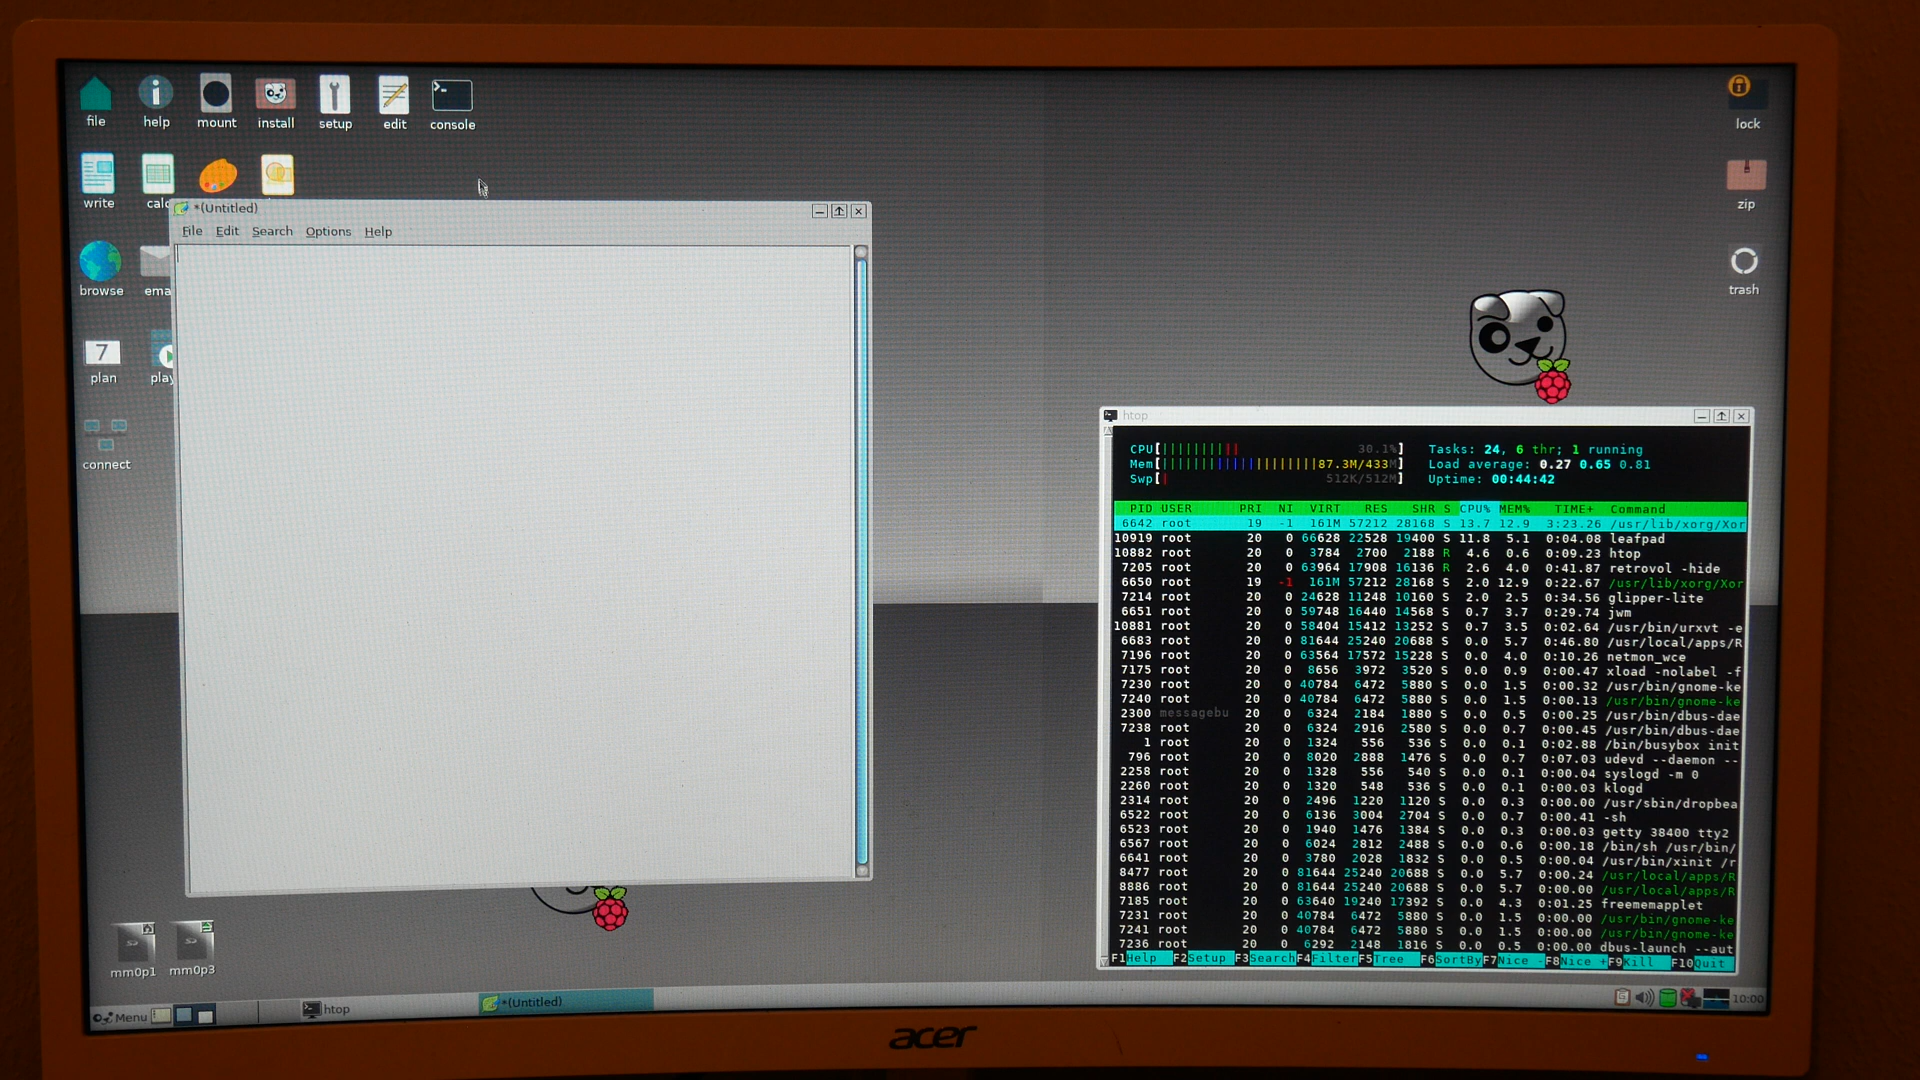 file help mount install setup edit console
lock
write calc
zip
*(Untitled)
File Edit Search Options Help
browse ema
trash
7
plan play
connect
htop
CPU[ 30.1%] Tasks: 24, 6 thr; 1 running
Mem[ 87.3M/433M] Load average: 0.27 0.65 0.81
Swp[ 512K/512M] Uptime: 00:44:42
PID USER PRI NI VIRT RES SHR S CPU% MEM% TIME+ Command
6642 root 19 -1 161M 57212 28168 S 13.7 12.9 3:23.26 /usr/lib/xorg/Xor
10919 root 20 0 66628 22528 19400 S 11.8 5.1 0:04.08 leafpad
10882 root 20 0 3784 2700 2188 R 4.6 0.6 0:09.23 htop
7205 root 20 0 63964 17908 16136 R 2.6 4.0 0:41.87 retrovol -hide
6650 root 19 -1 161M 57212 28168 S 2.0 12.9 0:22.67 /usr/lib/xorg/Xor
7214 root 20 0 24628 11248 10160 S 2.0 2.5 0:34.56 glipper-lite
6651 root 20 0 59748 16440 14568 S 0.7 3.7 0:29.74 jwm
10881 root 20 0 58404 15412 13252 S 0.7 3.5 0:02.64 /usr/bin/urxvt -e
6683 root 20 0 81644 25240 20688 S 0.0 5.7 0:46.80 /usr/local/apps/R
7196 root 20 0 63564 17572 15228 S 0.0 4.0 0:10.26 netmon_wce
7175 root 20 0 8656 3972 3520 S 0.0 0.9 0:00.47 xload -nolabel -f
7230 root 20 0 40784 6472 5880 S 0.0 1.5 0:00.32 /usr/bin/gnome-ke
7240 root 20 0 40784 6472 5880 S 0.0 1.5 0:00.13 /usr/bin/gnome-ke
2300 messagebu 20 0 6324 2184 1880 S 0.0 0.5 0:00.25 /usr/bin/dbus-dae
7238 root 20 0 6324 2916 2580 S 0.0 0.7 0:00.45 /usr/bin/dbus-dae
1 root 20 0 1324 556 536 S 0.0 0.1 0:02.88 /bin/busybox init
796 root 20 0 8020 2888 1476 S 0.0 0.7 0:07.03 udevd --daemon --
2258 root 20 0 1328 556 540 S 0.0 0.1 0:00.04 syslogd -m 0
2260 root 20 0 1320 548 536 S 0.0 0.1 0:00.03 klogd
2314 root 20 0 2496 1220 1120 S 0.0 0.3 0:00.00 /usr/sbin/dropbea
6522 root 20 0 6136 3004 2704 S 0.0 0.7 0:00.41 -sh
6523 root 20 0 1940 1476 1384 S 0.0 0.3 0:00.03 getty 38400 tty2
6567 root 20 0 6024 2812 2488 S 0.0 0.6 0:00.18 /bin/sh /usr/bin/
6641 root 20 0 3780 2028 1832 S 0.0 0.5 0:00.04 /usr/bin/xinit /r
8477 root 20 0 81644 25240 20688 S 0.0 5.7 0:00.24 /usr/local/apps/R
8886 root 20 0 81644 25240 20688 S 0.0 5.7 0:00.00 /usr/local/apps/R
7185 root 20 0 63640 19240 17392 S 0.0 4.3 0:01.25 freememapplet
7231 root 20 0 40784 6472 5880 S 0.0 1.5 0:00.00 /usr/bin/gnome-ke
7241 root 20 0 40784 6472 5880 S 0.0 1.5 0:00.00 /usr/bin/gnome-ke
7236 root 20 0 6292 2148 1816 S 0.0 0.5 0:00.00 dbus-launch --aut
F1Help F2Setup F3SearchF4FilterF5Tree F6SortByF7Nice -F8Nice +F9Kill F10Quit
mm0p1 mm0p3
Menu htop *(Untitled) 10:00
acer